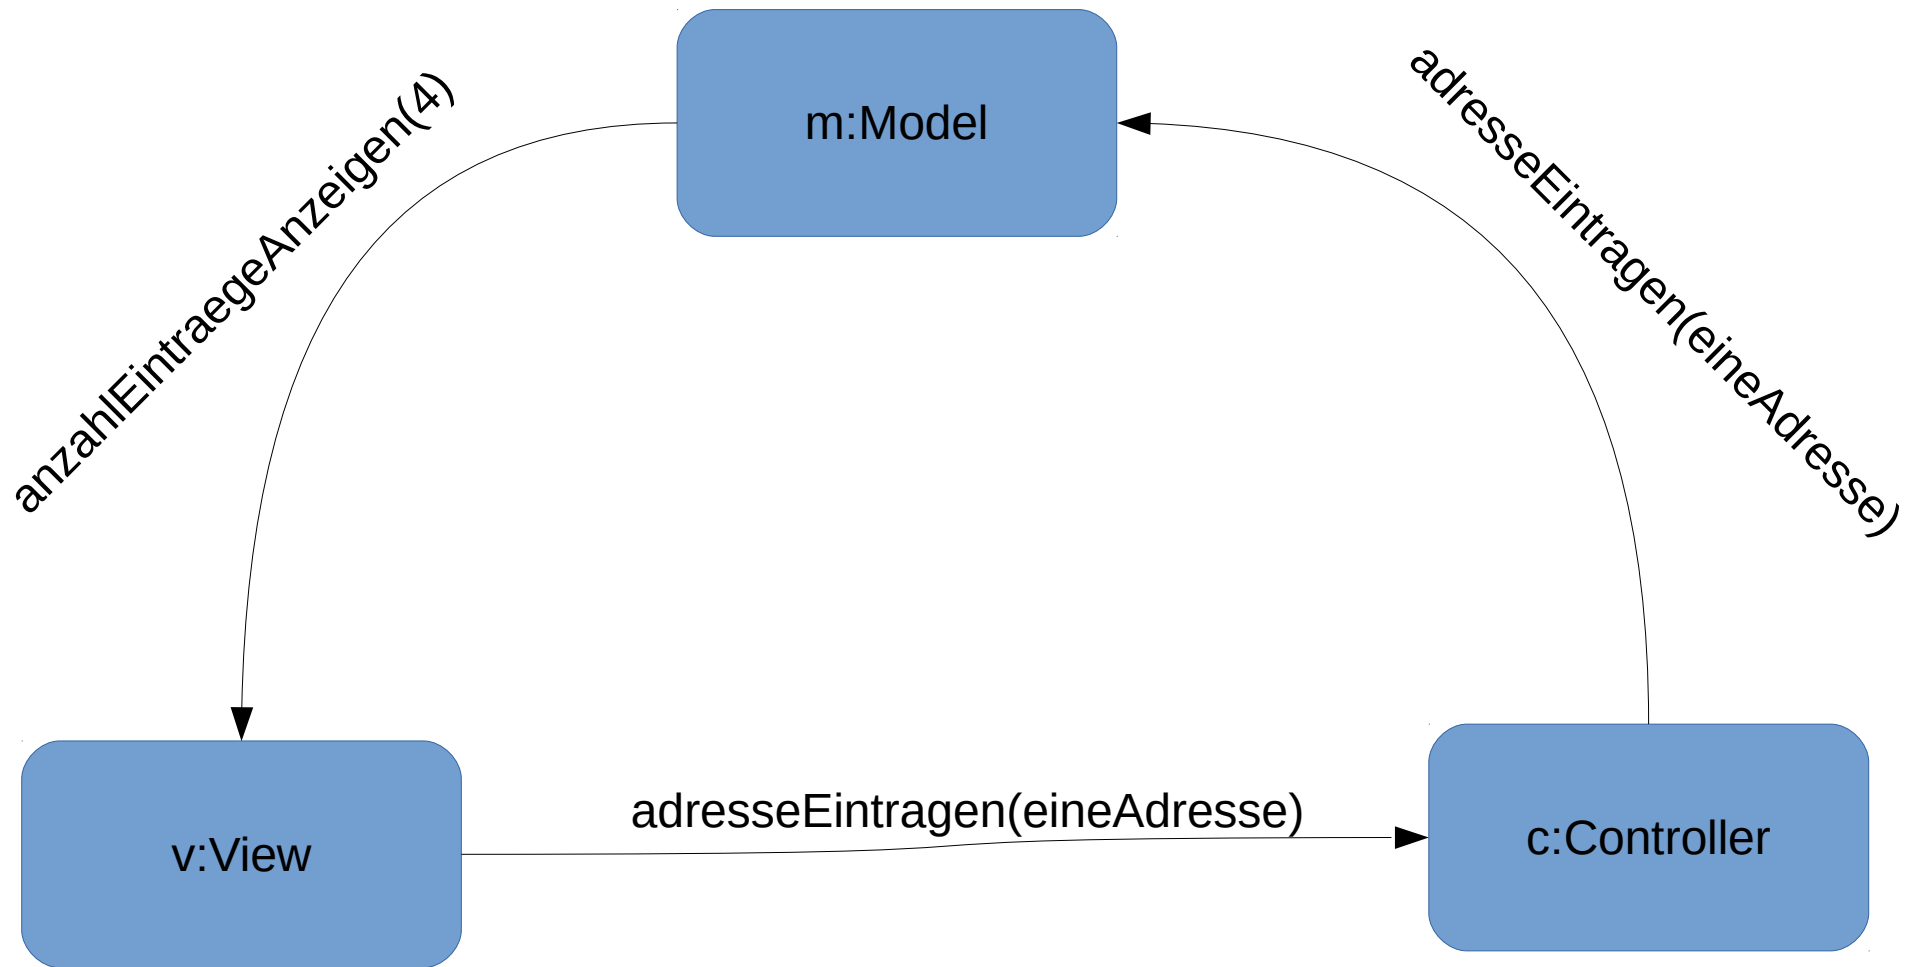 m:Model
anzahlEintraegeAnzeigen(4)
adresseEintragen(eineAdresse)
adresseEintragen(eineAdresse)
v:View
c:Controller